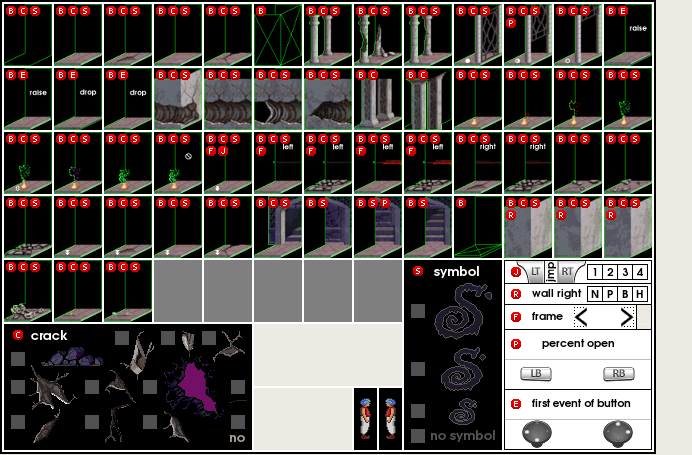 B C S B C S B C S B C S B C S B B C S B C S B C S B C S B C S B C S B E
P
raise
B E B E B E B C S B C S B C S B C S B C B C B C S B C S B C S B C S
raise drop drop
B C S B C S B C S B C S B C S B C S B C S B C S B C S B C S B C S B C S B C S
F J F left F left F left F left right right
B C S B C S B C S B C S B C S B C S B S B S P B S B B C S B C S B C S
R R R
B C S B C S B C S
C crack
no
S symbol
no symbol
J LT jump RT 1 2 3 4
R wall right N P B H
F frame < >
P percent open
LB RB
E first event of button